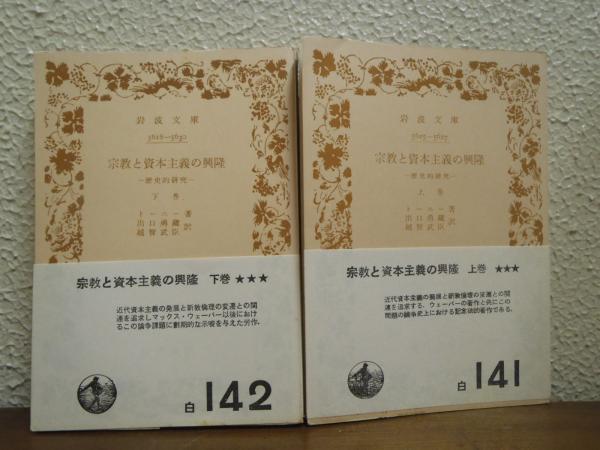 岩波文庫
3628—3630
宗教と資本主義の興隆
—歴史的研究—
下巻
トーニー著
出口勇蔵
越智武臣訳
宗教と資本主義の興隆 下巻 ★★★
近代資本主義の発展と新教倫理の変遷との関
連を追求しマックス・ウェーバー以後におけ
るこの論争課題に劃期的な示唆を与えた労作。
白 142
岩波文庫
3625—3627
宗教と資本主義の興隆
—歴史的研究—
上巻
トーニー著
出口勇蔵
越智武臣訳
宗教と資本主義の興隆 上巻 ★★★
近代資本主義の発展と新教倫理の変遷との関
連を追求する、ウェーバーの著作と共にこの
問題の論争史上における記念碑的著作である。
白 141